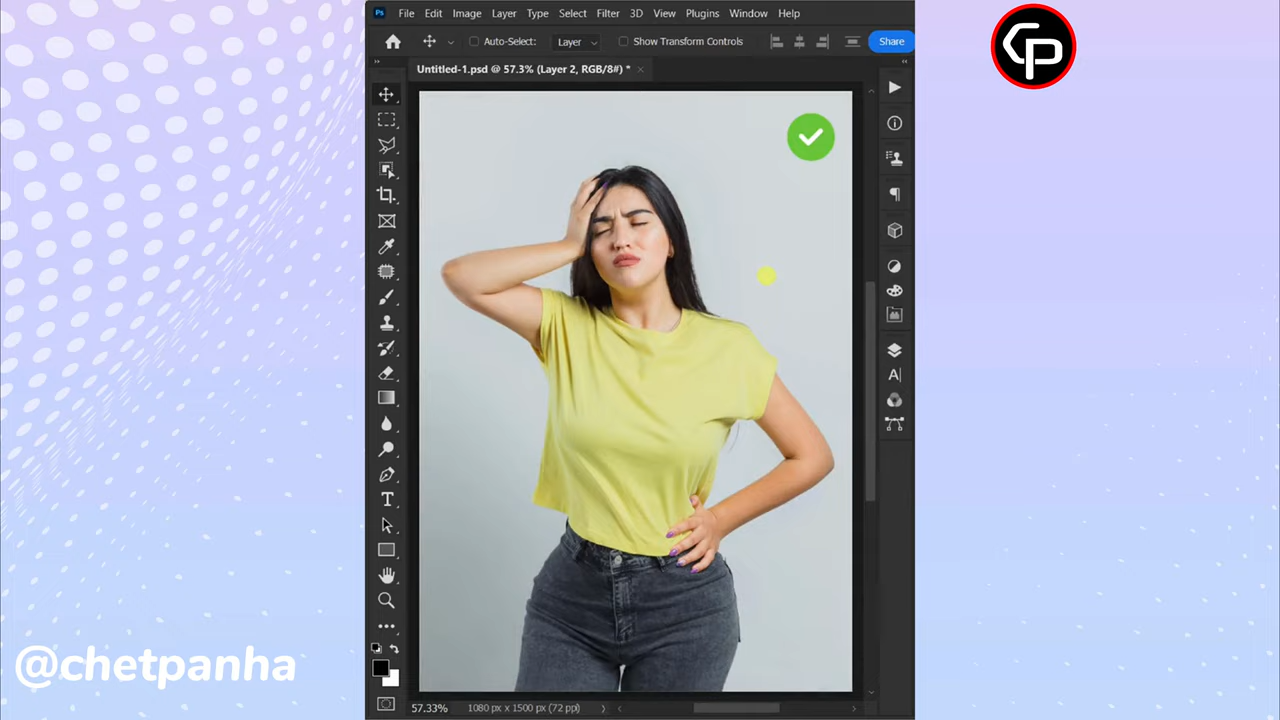 Ps File Edit Image Layer Type Select Filter 3D View Plugins Window Help
Auto-Select: Layer Show Transform Controls Share
Untitled-1.psd @ 57.3% (Layer 2, RGB/8#) *
CP
@chetpanha
57.33% 1080 px x 1500 px (72 ppi)